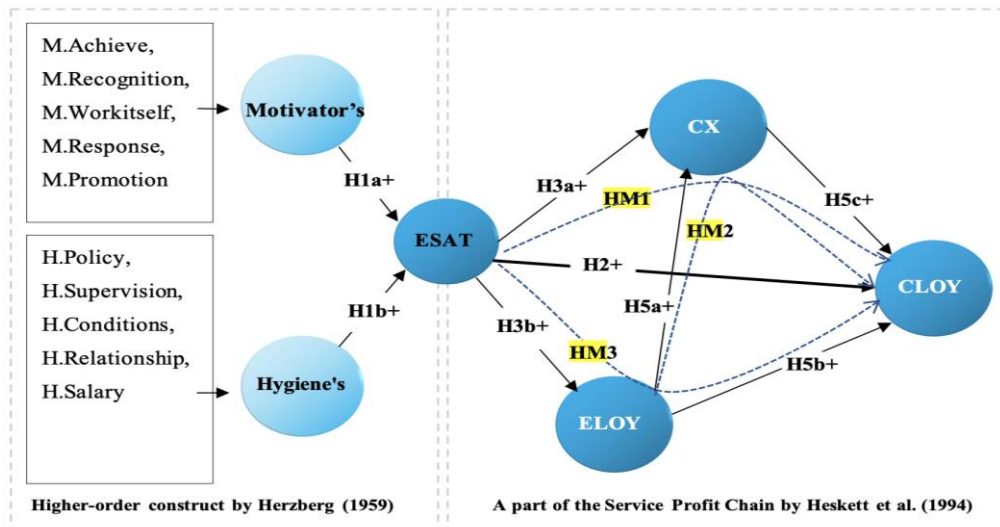 M.Achieve,
M.Recognition,
M.Workitself,
M.Response,
M.Promotion
Motivator's
H1a+
H.Policy,
H.Supervision,
H.Conditions,
H.Relationship,
H.Salary
Hygiene's
H1b+
ESAT
CX
H3a+
HM1
H5c+
HM2
H2+
CLOY
H5a+
H3b+
HM3
H5b+
ELOY
Higher-order construct by Herzberg (1959)
A part of the Service Profit Chain by Heskett et al. (1994)